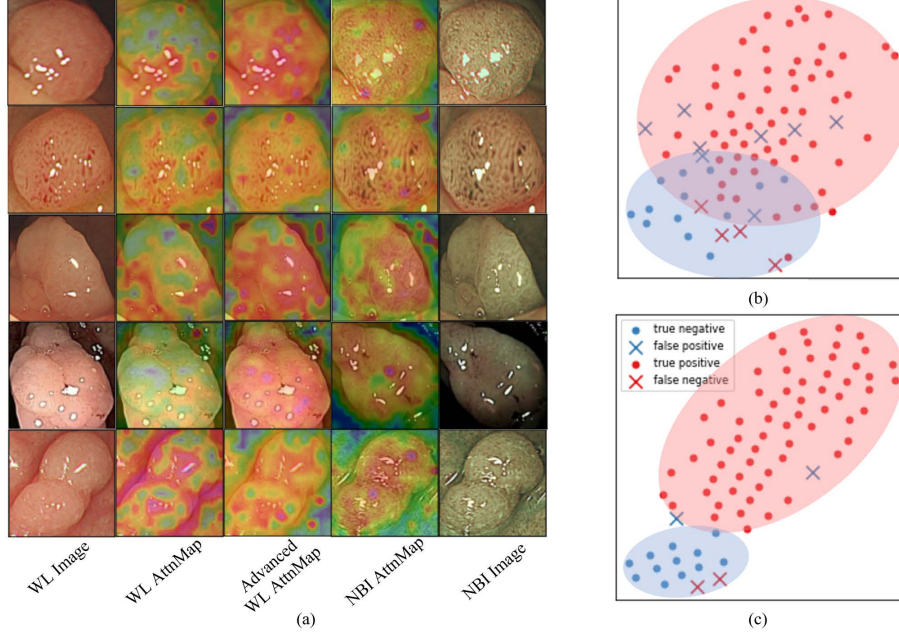 WL Image
WL AttnMap
Advanced
WL AttnMap
NBI AttnMap
NBI Image
(a)
(b)
true negative
false positive
true positive
false negative
(c)